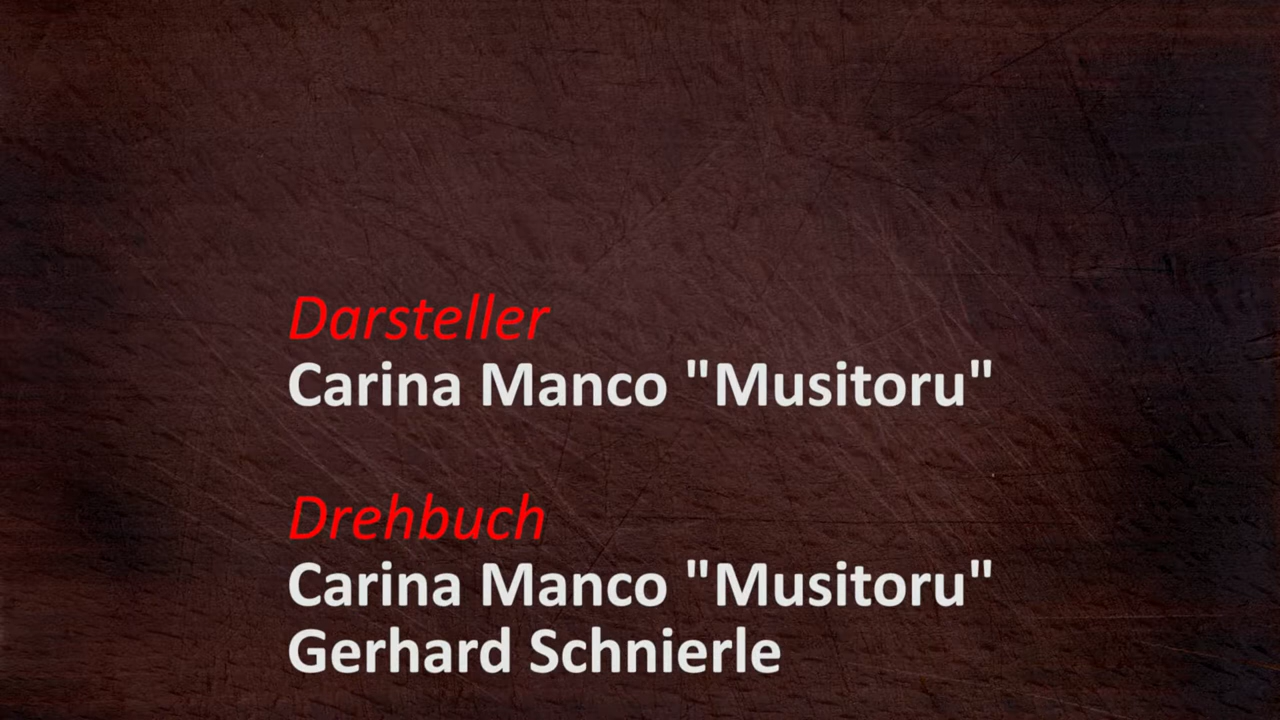 Darsteller
Carina Manco "Musitoru"
Drehbuch
Carina Manco "Musitoru"
Gerhard Schnierle